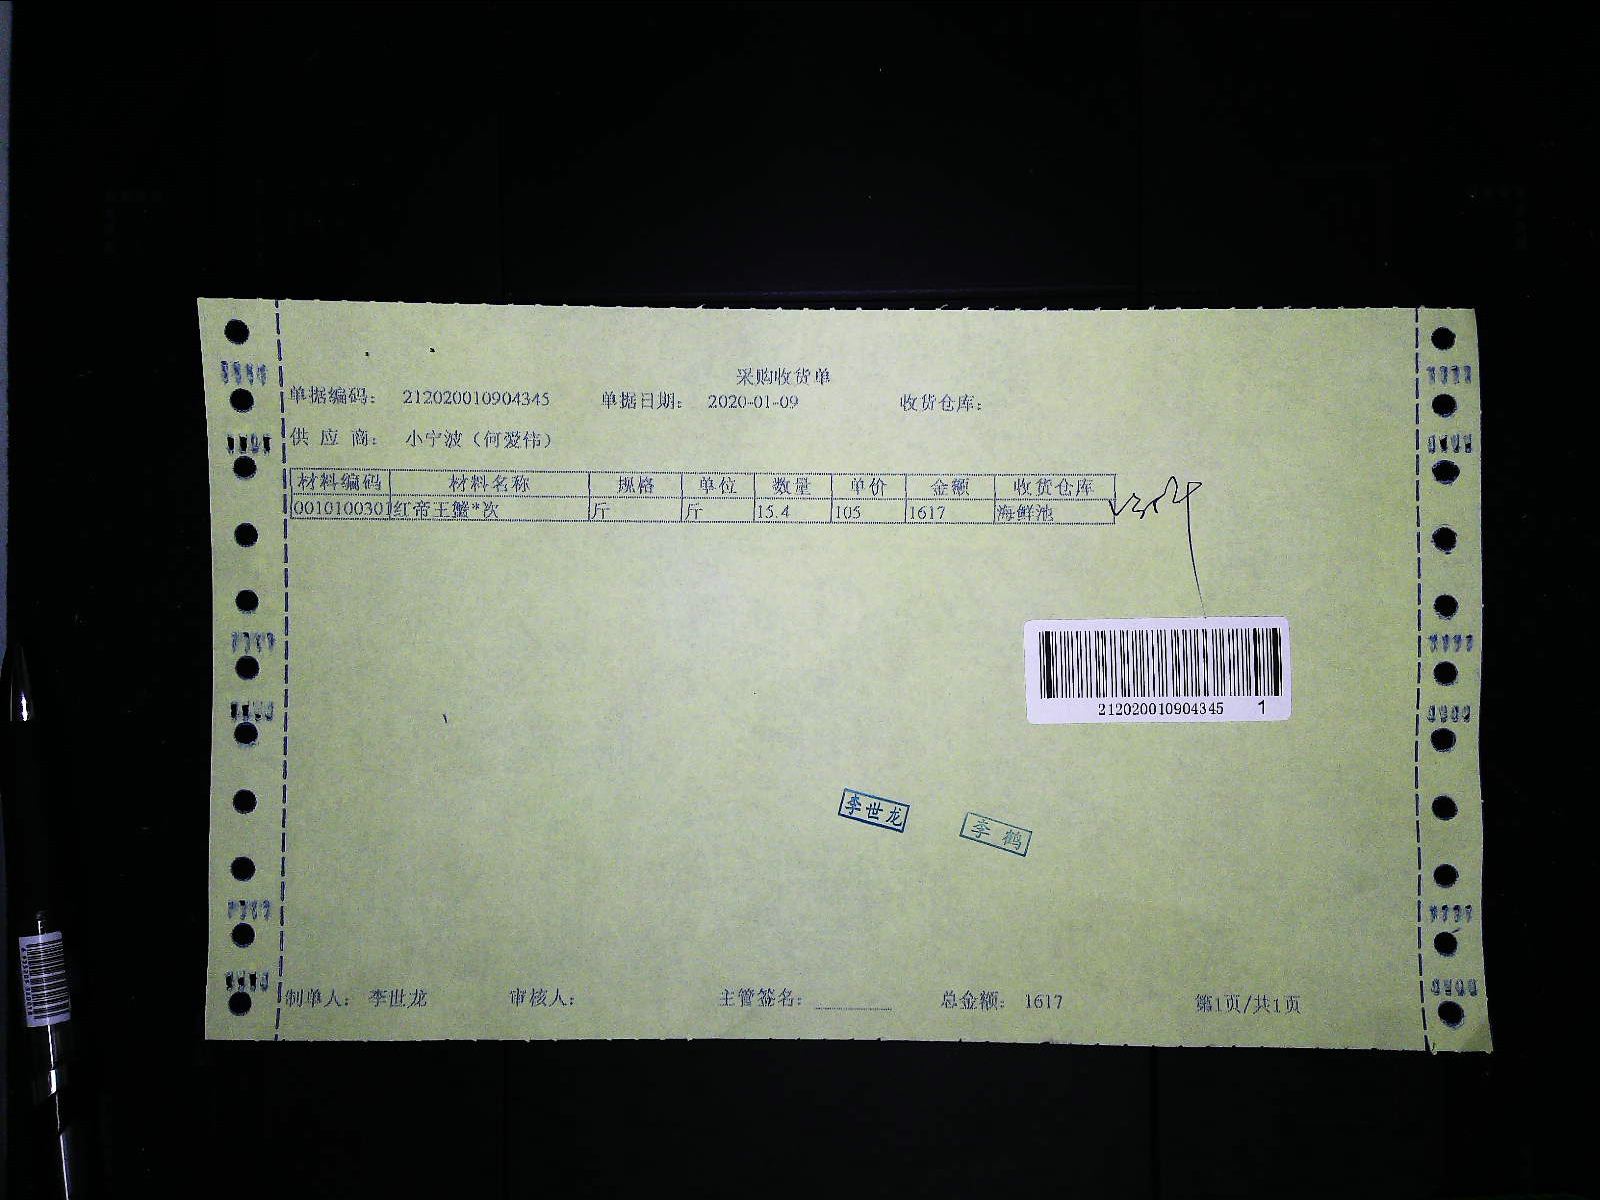 采购收货单
单据编码： 212020010904345 单据日期： 2020-01-09 收货仓库：
供 应 商： 小宁波（何爱伟）
材料编码 材料名称 规格 单位 数量 单价 金额 收货仓库
0010100301 红帝王蟹*次 斤 斤 15.4 105 1617 海鲜池
212020010904345 1
李世龙
李鹤
制单人： 李世龙 审核人： 主管签名： 总金额： 1617 第1页/共1页